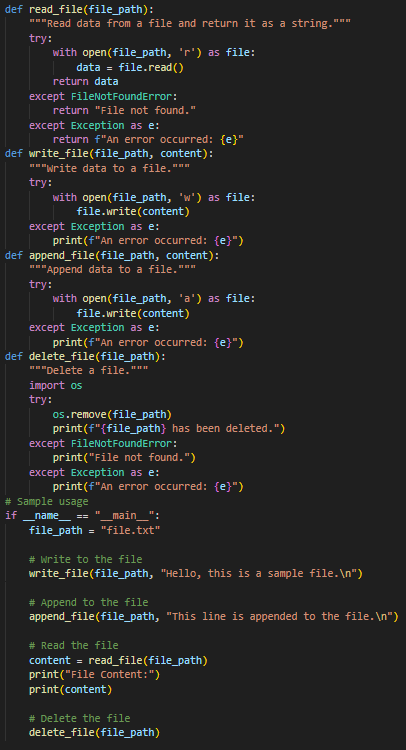 def read_file(file_path):
    """Read data from a file and return it as a string."""
    try:
        with open(file_path, 'r') as file:
            data = file.read()
        return data
    except FileNotFoundError:
        return "File not found."
    except Exception as e:
        return f"An error occurred: {e}"
def write_file(file_path, content):
    """Write data to a file."""
    try:
        with open(file_path, 'w') as file:
            file.write(content)
    except Exception as e:
        print(f"An error occurred: {e}")
def append_file(file_path, content):
    """Append data to a file."""
    try:
        with open(file_path, 'a') as file:
            file.write(content)
    except Exception as e:
        print(f"An error occurred: {e}")
def delete_file(file_path):
    """Delete a file."""
    import os
    try:
        os.remove(file_path)
        print(f"{file_path} has been deleted.")
    except FileNotFoundError:
        print("File not found.")
    except Exception as e:
        print(f"An error occurred: {e}")
# Sample usage
if __name__ == "__main__":
    file_path = "file.txt"

    # Write to the file
    write_file(file_path, "Hello, this is a sample file.\n")

    # Append to the file
    append_file(file_path, "This line is appended to the file.\n")

    # Read the file
    content = read_file(file_path)
    print("File Content:")
    print(content)

    # Delete the file
    delete_file(file_path)